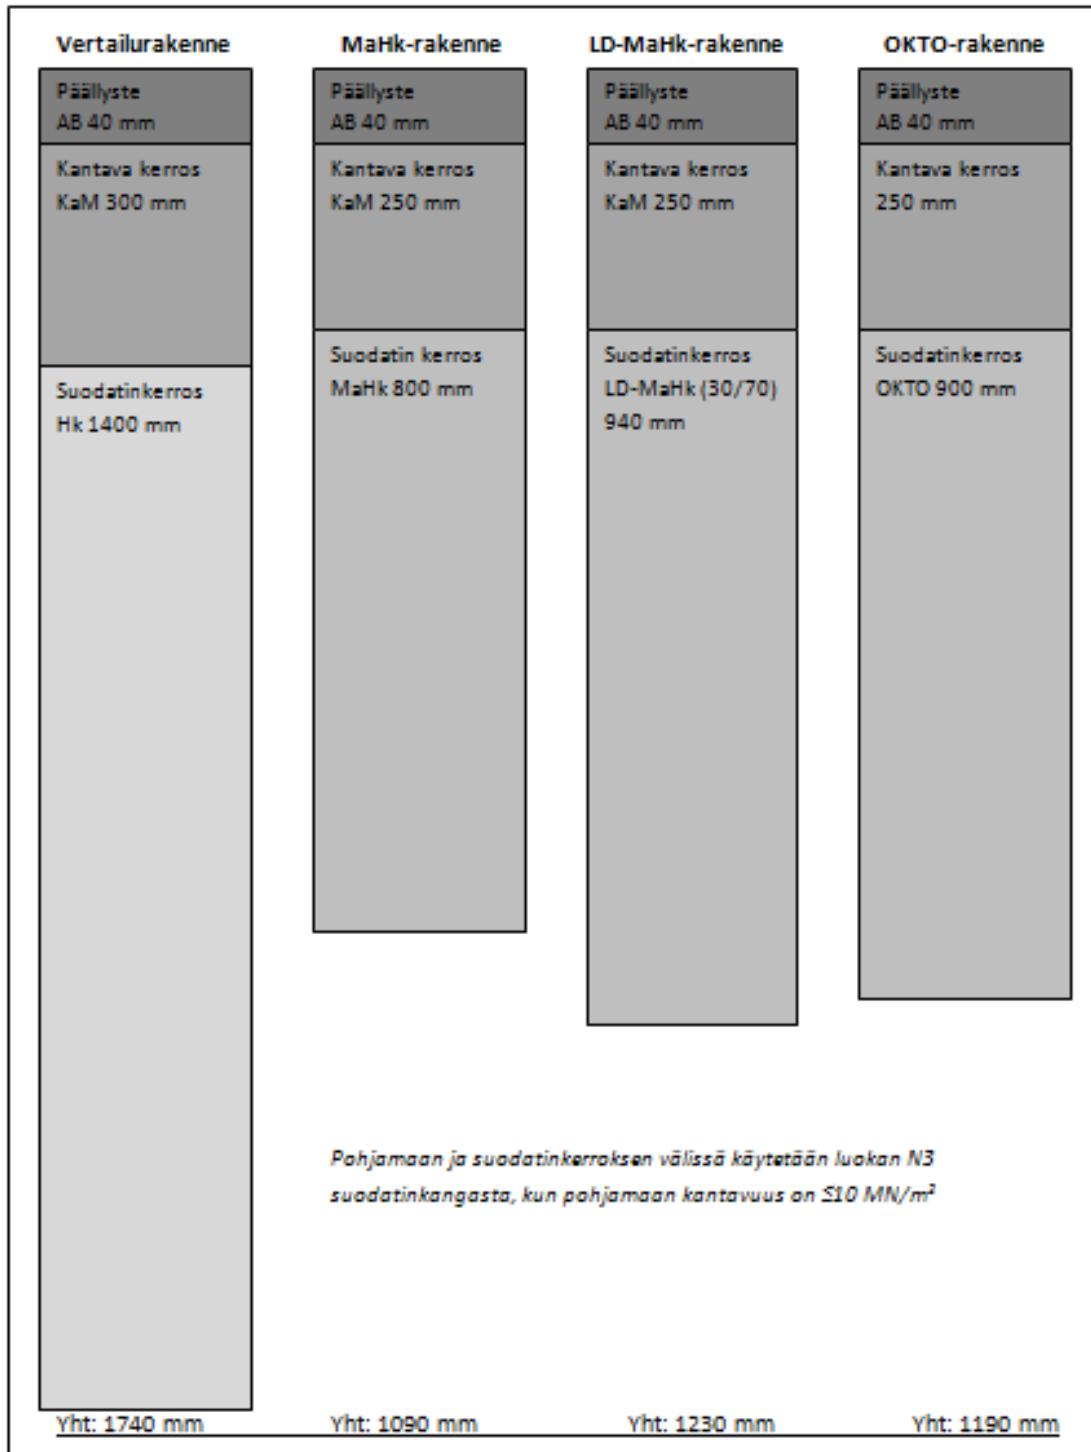 Vertailurakenne
Päällyste
AB 40 mm
Kantava kerros
KaM 300 mm
Suodatinkerros
Hk 1400 mm
MaHk-rakenne
Päällyste
AB 40 mm
Kantava kerros
KaM 250 mm
Suodatin kerros
MaHk 800 mm
LD-MaHk-rakenne
Päällyste
AB 40 mm
Kantava kerros
KaM 250 mm
Suodatinkerros
LD-MaHk (30/70)
940 mm
OKTO-rakenne
Päällyste
AB 40 mm
Kantava kerros
250 mm
Suodatinkerros
OKTO 900 mm
Pohjamaan ja suodatinkerroksen välissä käytetään luokan N3
suodatinkangasta, kun pohjamaan kantavuus on ≤10 MN/m²
Yht: 1740 mm
Yht: 1090 mm
Yht: 1230 mm
Yht: 1190 mm